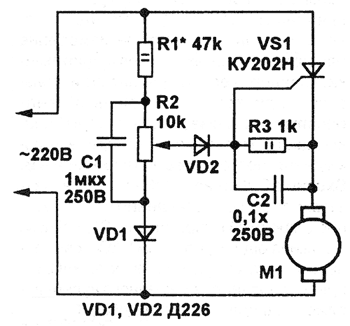 R1* 47k
VS1
КУ202Н
R2
10k
R3 1k
~220В
C1
1мкх
250В
VD2
C2
0,1х
250В
VD1
M1
VD1, VD2 Д226